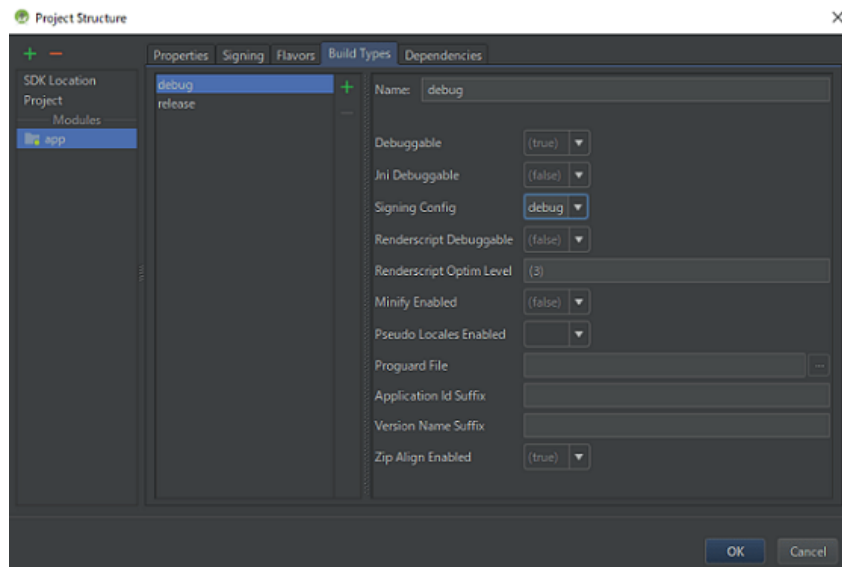 Project Structure
Properties Signing Flavors Build Types Dependencies
SDK Location
Project
Modules
app
debug
release
Name: debug
Debuggable (true)
Jni Debuggable (false)
Signing Config debug
Renderscript Debuggable (false)
Renderscript Optim Level (3)
Minify Enabled (false)
Pseudo Locales Enabled
Proguard File ...
Application Id Suffix
Version Name Suffix
Zip Align Enabled (true)
OK Cancel